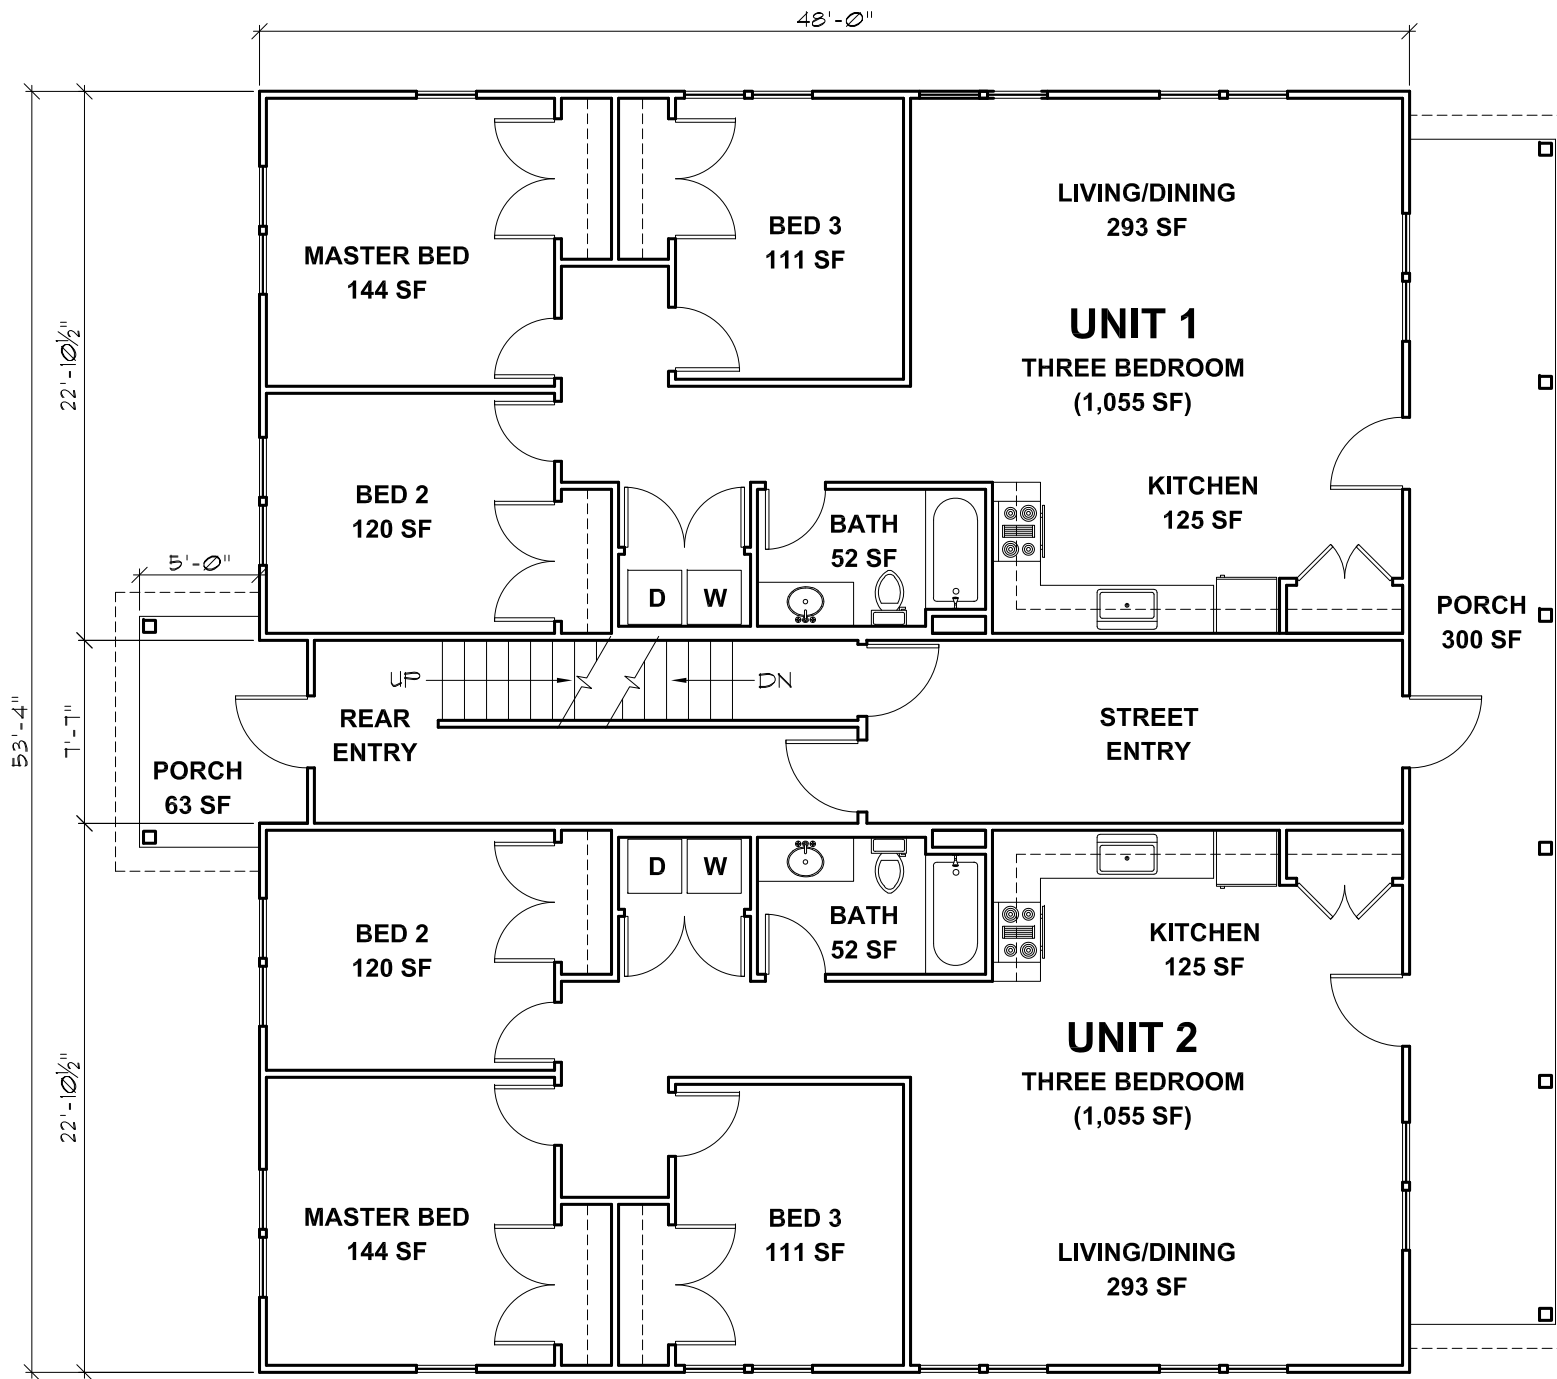 48'-0"
LIVING/DINING
293 SF
BED 3
111 SF
MASTER BED
144 SF
UNIT 1
THREE BEDROOM
(1,055 SF)
22'-10½"
KITCHEN
125 SF
BED 2
120 SF
BATH
52 SF
5'-0"
D
W
PORCH
300 SF
UP
DN
REAR
ENTRY
STREET
ENTRY
53'-4"
7'-7"
PORCH
63 SF
D
W
BATH
52 SF
BED 2
120 SF
KITCHEN
125 SF
UNIT 2
THREE BEDROOM
(1,055 SF)
22'-10½"
MASTER BED
144 SF
BED 3
111 SF
LIVING/DINING
293 SF